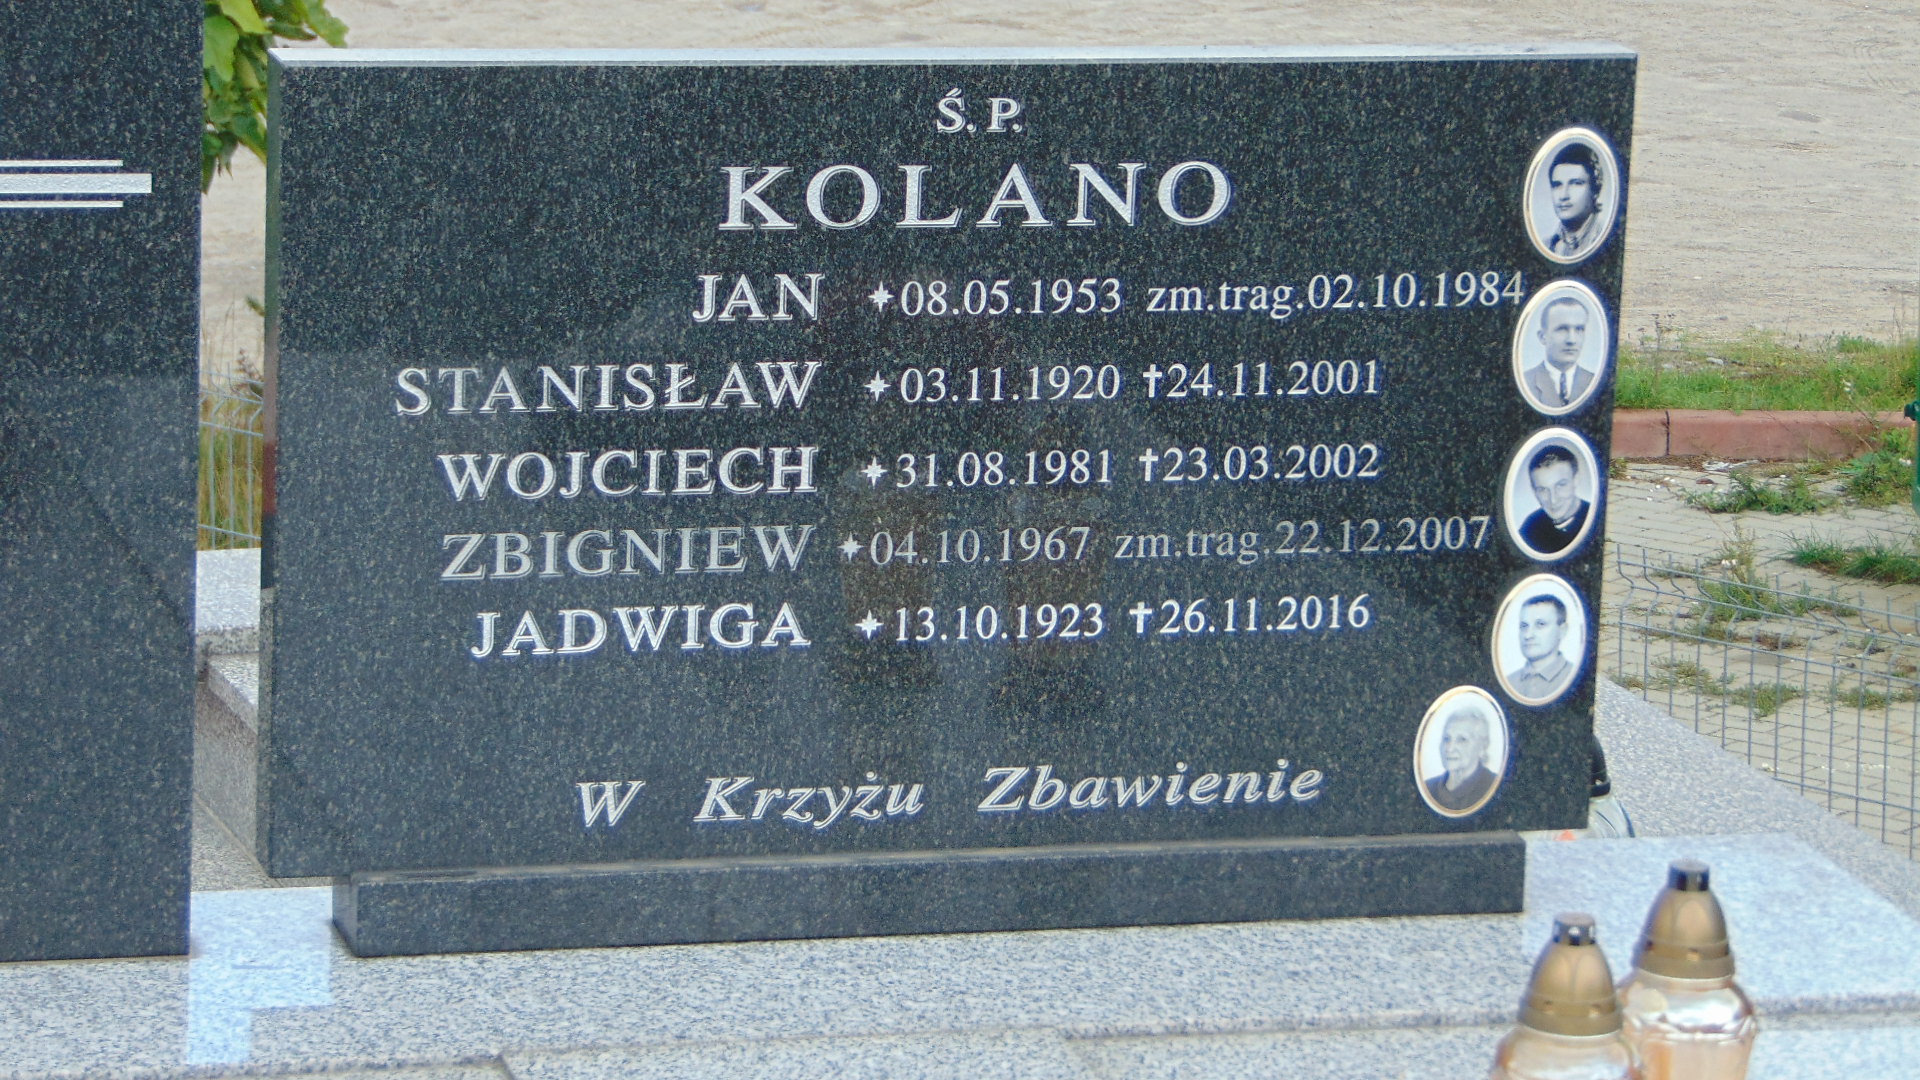 Ś.P.
KOLANO
JAN ✦08.05.1953 zm.trag.02.10.1984
STANISŁAW ✦03.11.1920 ✝24.11.2001
WOJCIECH ✦31.08.1981 ✝23.03.2002
ZBIGNIEW ✦04.10.1967 zm.trag.22.12.2007
JADWIGA ✦13.10.1923 ✝26.11.2016
W Krzyżu Zbawienie